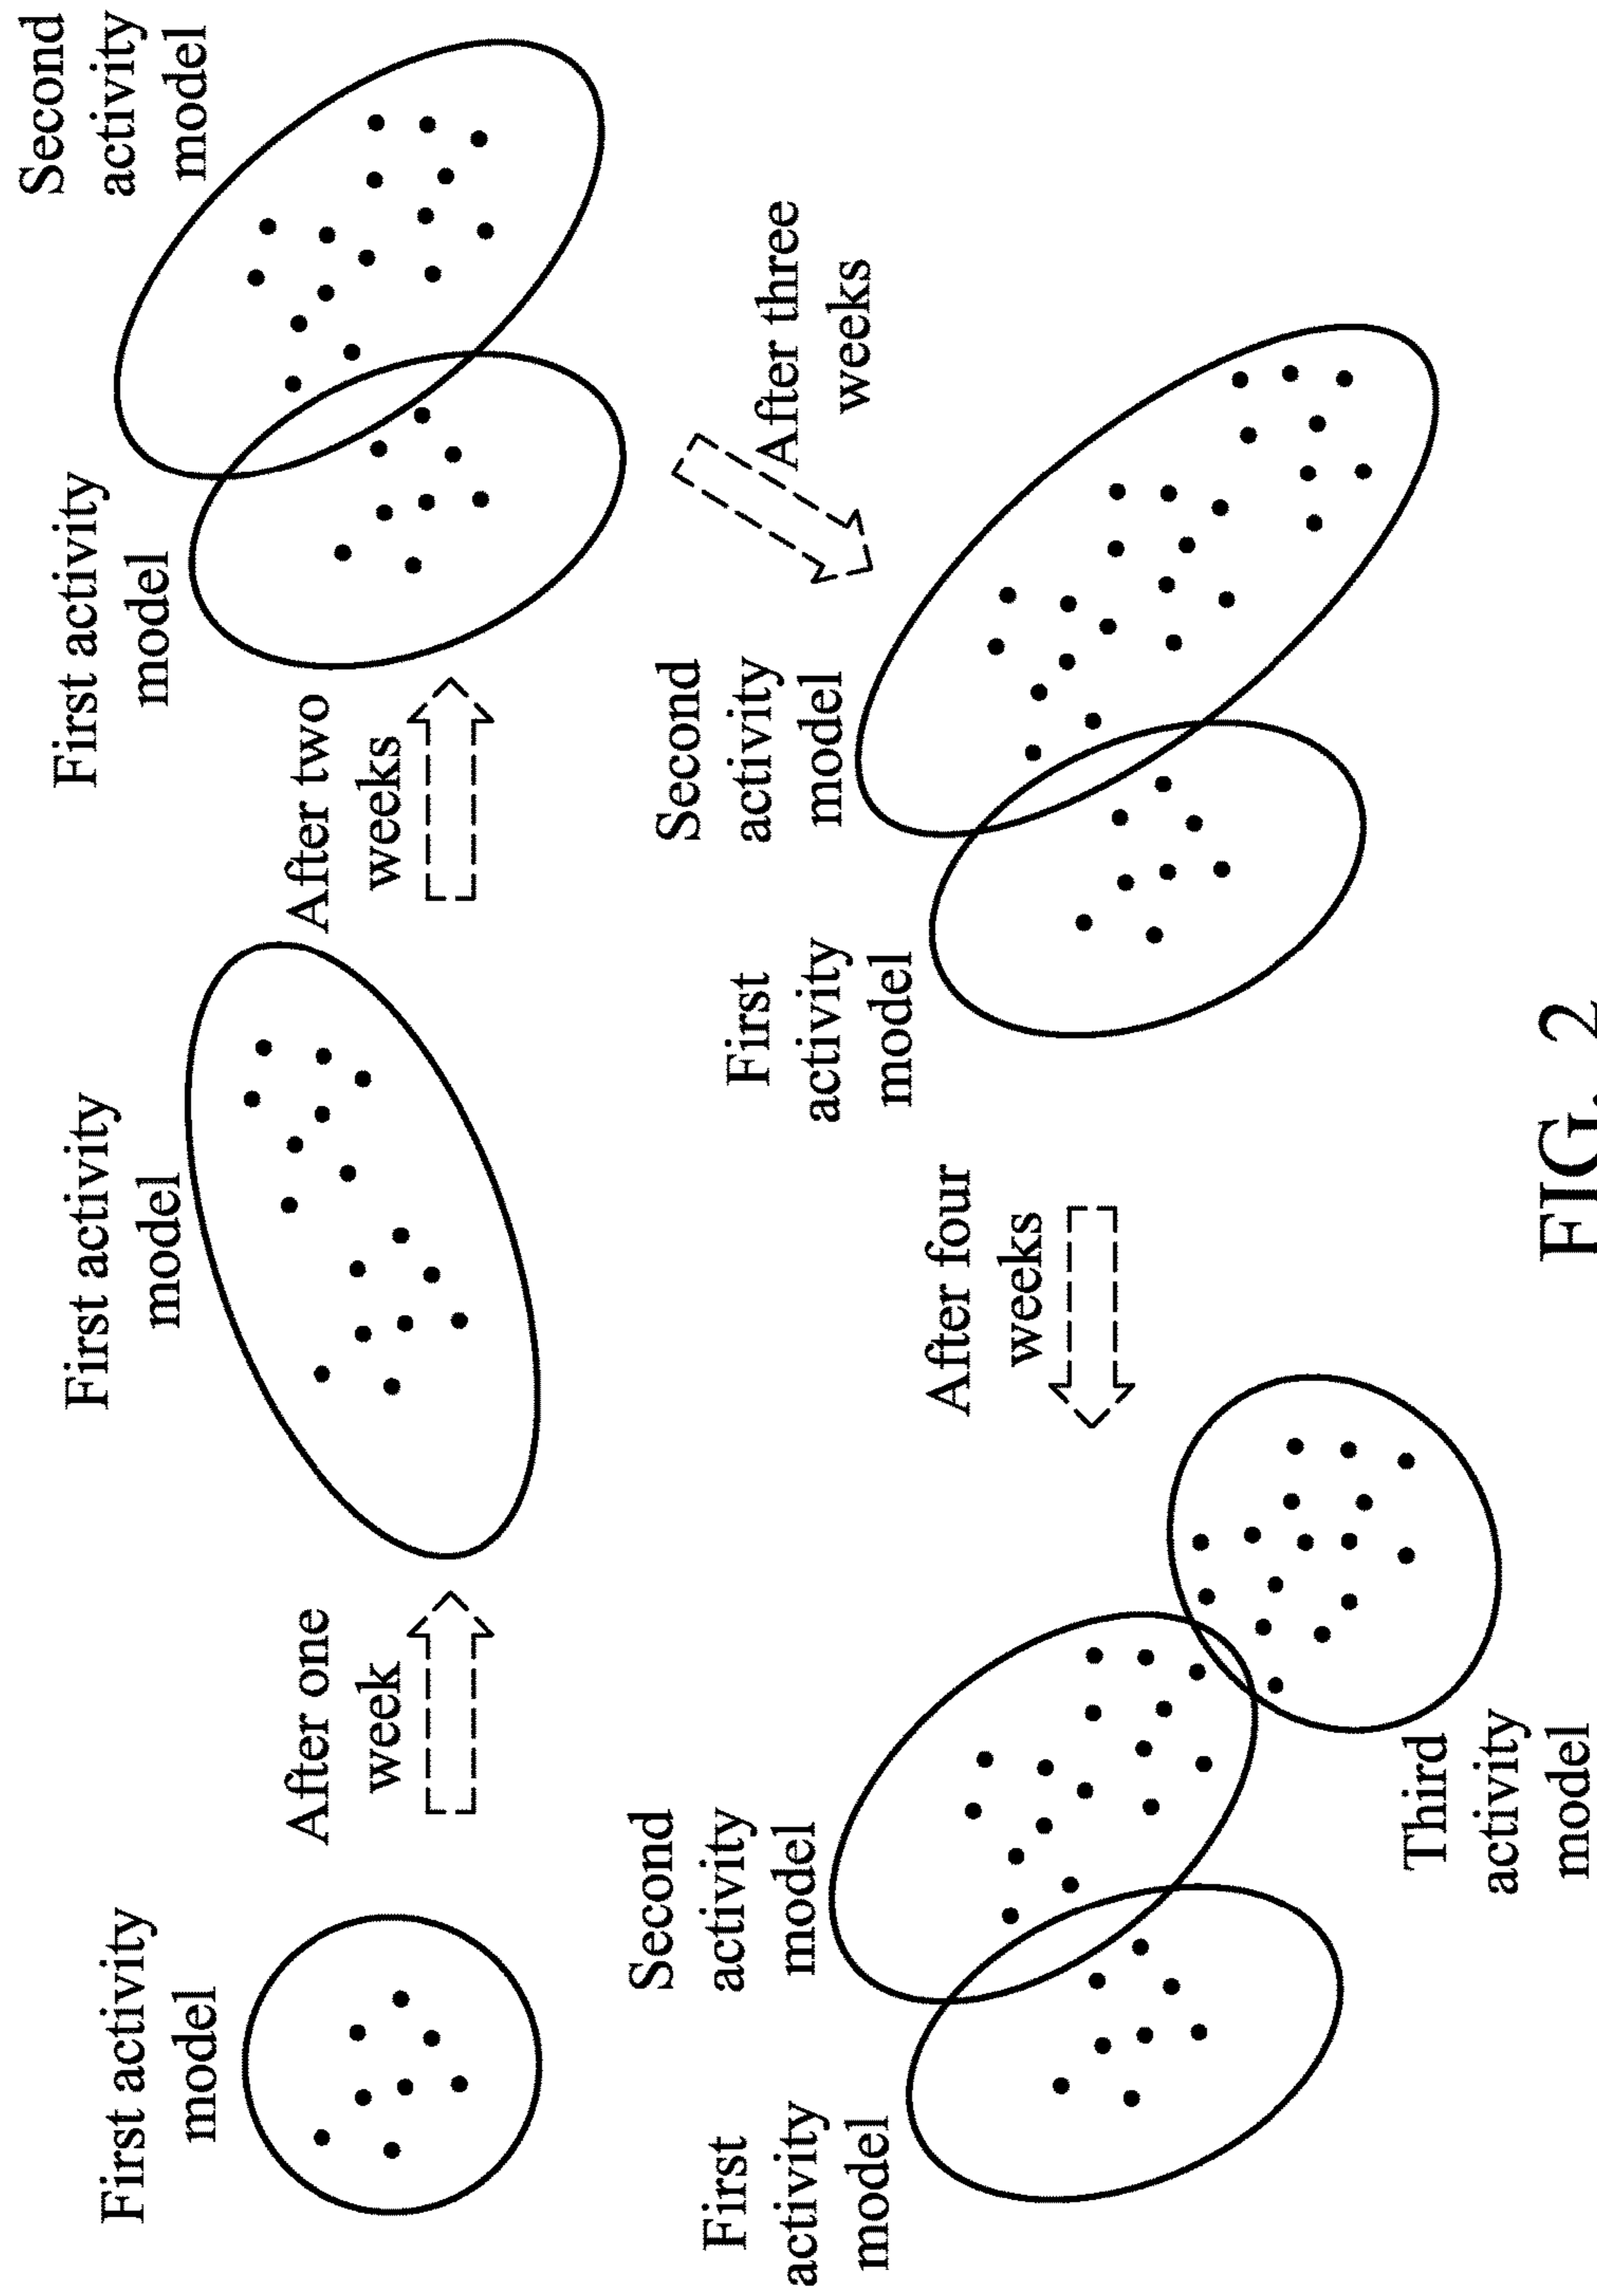 First activity
model
After one
week
First activity
model
After two
weeks
First activity
model
Second
activity
model
After three
weeks
Second
activity
model
First
activity
model
After four
weeks
Second
activity
model
First
activity
model
Third
activity
model
FIG. 2